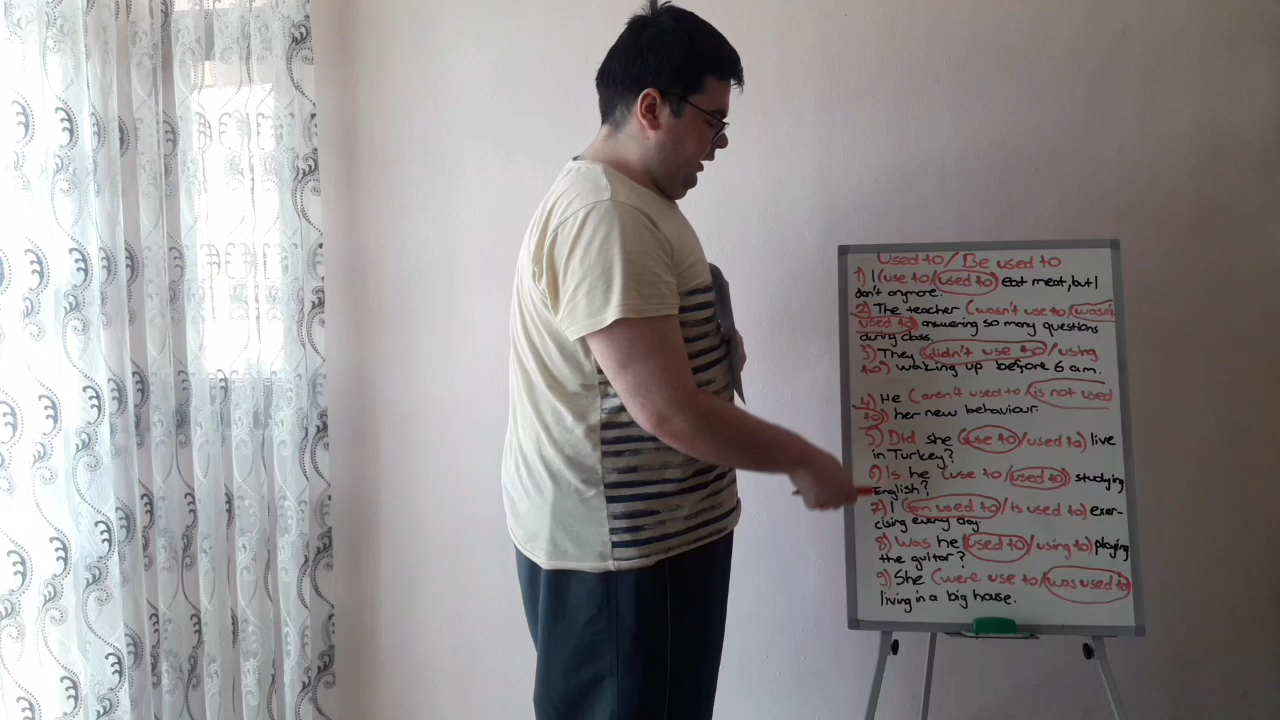 Used to/Be used to
1) I (use to/used to) eat meat, but I
don't anymore.
2) The teacher (wasn't use to/wasn't
used to) answering so many questions
during class.
3) They (didn't use to/using
to) waking up before 6 am.
4) He (aren't used to/is not used
to) her new behaviour.
5) Did she (use to/used to) live
in Turkey?
6) Is he (use to/used to) studying
English?
7) I (am used to/is used to) exer-
cising every day.
8) Was he (used to/using to) playing
the guitar?
9) She (were use to/was used to)
living in a big house.